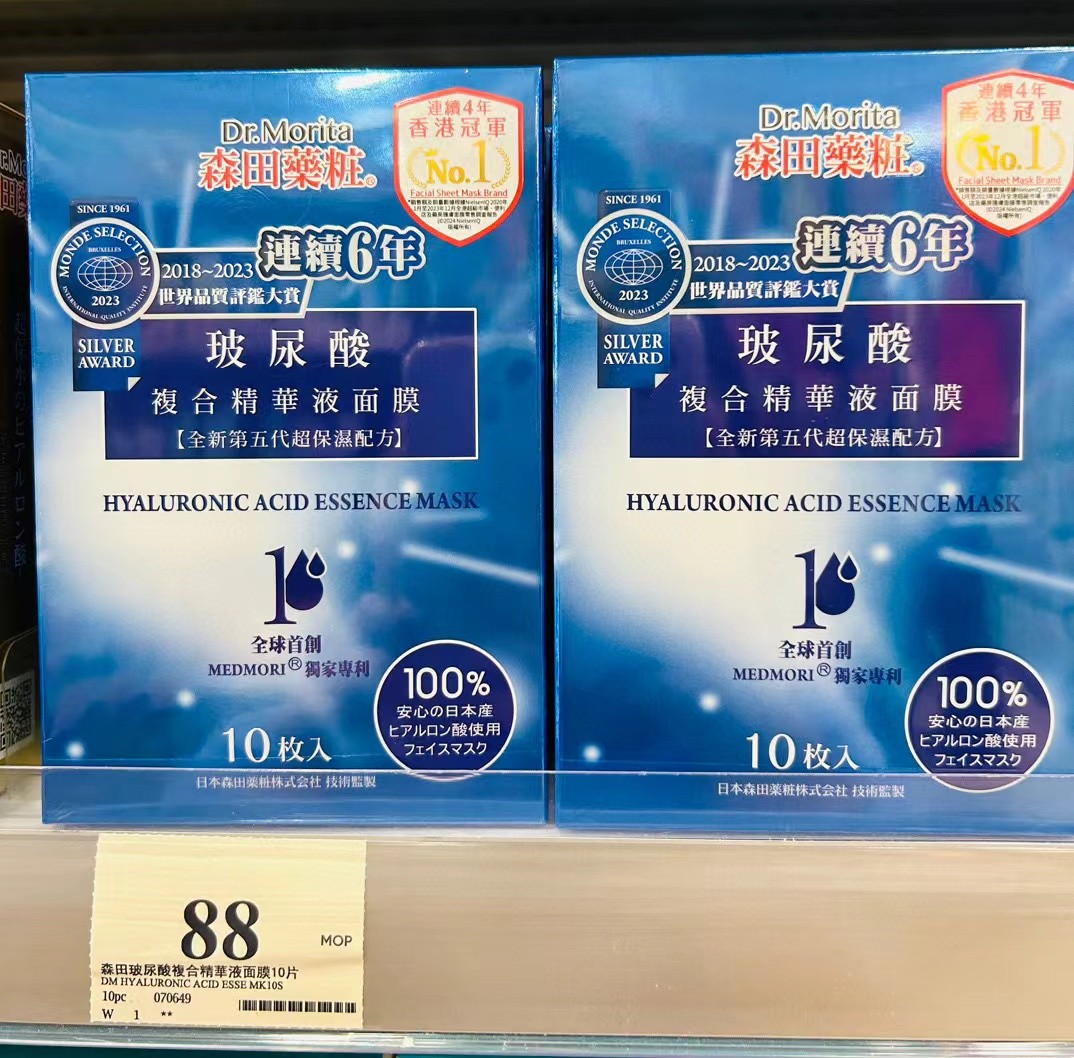 Dr.Morita
森田藥粧®
連續4年
香港冠軍
No.1
Facial Sheet Mask Brand
SINCE 1961
MONDE SELECTION
BRUXELLES
INTERNATIONAL QUALITY INSTITUTE
2023
SILVER
AWARD
2018~2023 連續6年
世界品質評鑑大賞
玻尿酸
複合精華液面膜
【全新第五代超保濕配方】
HYALURONIC ACID ESSENCE MASK
1
全球首創
MEDMORI® 獨家專利
100%
安心の日本産
ヒアルロン酸使用
フェイスマスク
10枚入
日本森田薬粧株式会社 技術監製
Dr.Morita
森田藥粧®
連續4年
香港冠軍
No.1
Facial Sheet Mask Brand
SINCE 1961
MONDE SELECTION
BRUXELLES
INTERNATIONAL QUALITY INSTITUTE
2023
SILVER
AWARD
2018~2023 連續6年
世界品質評鑑大賞
玻尿酸
複合精華液面膜
【全新第五代超保濕配方】
HYALURONIC ACID ESSENCE MASK
1
全球首創
MEDMORI® 獨家專利
100%
安心の日本産
ヒアルロン酸使用
フェイスマスク
10枚入
日本森田薬粧株式会社 技術監製
88
MOP
森田玻尿酸複合精華液面膜10片
DM HYALURONIC ACID ESSE MK10S
10pc 070649
W 1 **